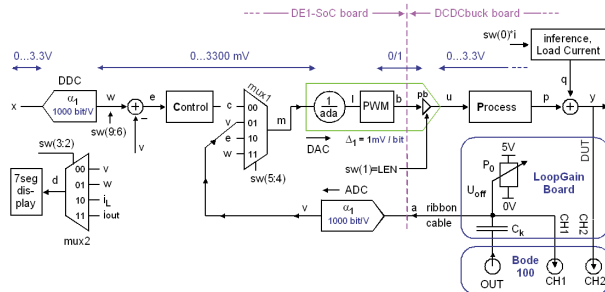 DE1-SoC board
DCDCbuck board
0...3.3V
0...3300 mV
0/1
0...3.3V
sw(0)*i
inference,
Load Current
DDC
x
α1
1000 bit/V
w
sw(9:6)
+
−
v
e
Control
c
v
e
w
mux1
00
01
10
11
sw(5:4)
m
1
ada
l
PWM
b
pb
DAC
Δ1 = 1mV / bit
sw(1)=LEN
u
Process
p
q
+
y
DUT
sw(3:2)
7seg
dis-
play
d
00
01
10
11
v
w
iL
iout
mux2
v
ADC
α1
1000 bit/V
a
ribbon
cable
5V
P0
Uoff
0V
LoopGain
Board
Ck
CH1
CH2
OUT
Bode
100
CH1
CH2